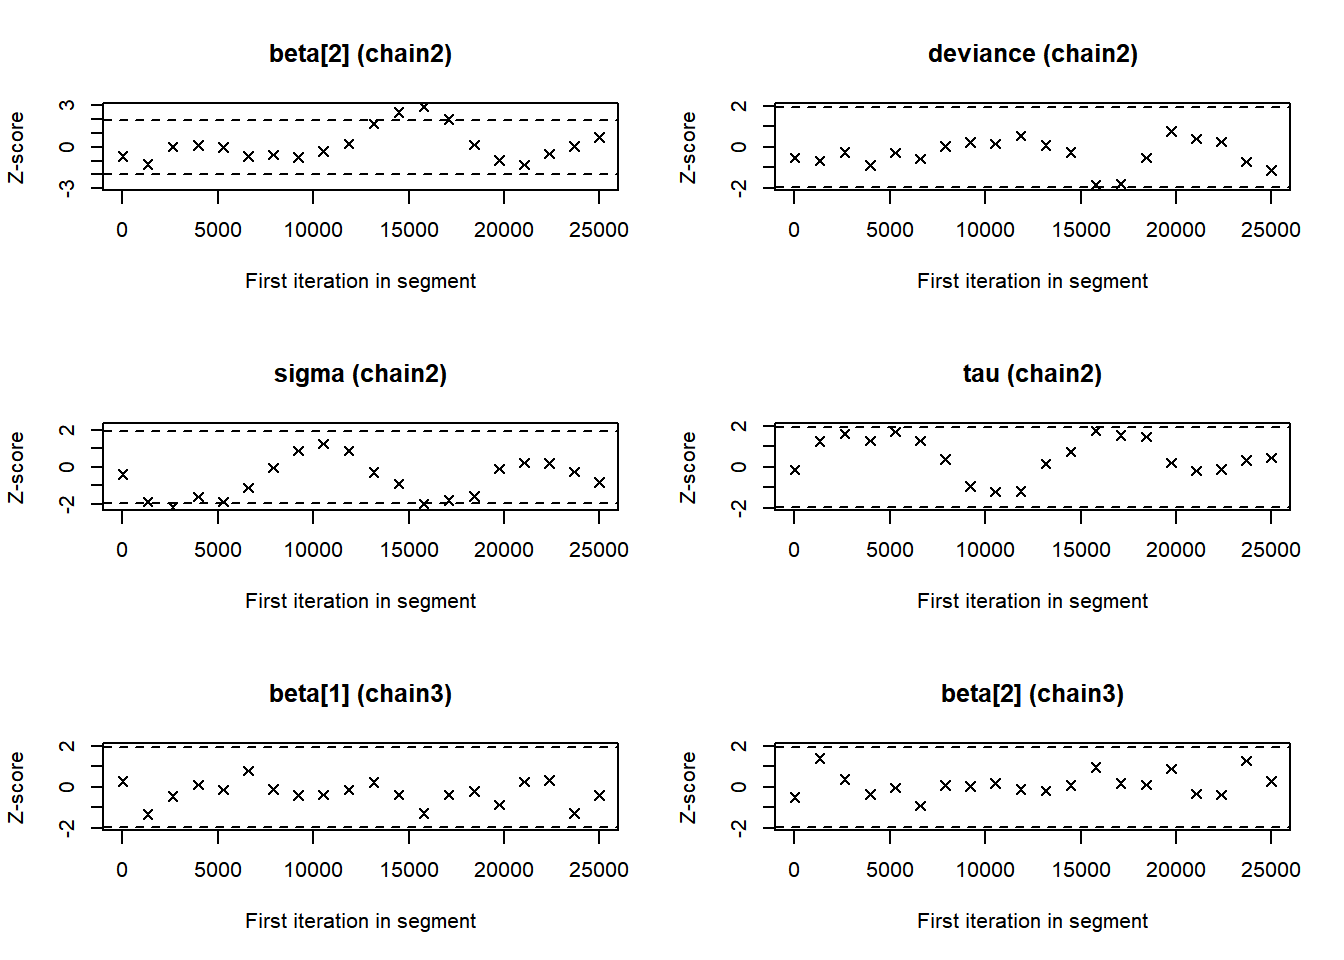 beta[2] (chain2)
Z-score
3
0
-3
0 5000 10000 15000 20000 25000
First iteration in segment
deviance (chain2)
Z-score
2
0
-2
0 5000 10000 15000 20000 25000
First iteration in segment
sigma (chain2)
Z-score
2
0
-2
0 5000 10000 15000 20000 25000
First iteration in segment
tau (chain2)
Z-score
2
0
-2
0 5000 10000 15000 20000 25000
First iteration in segment
beta[1] (chain3)
Z-score
2
0
-2
0 5000 10000 15000 20000 25000
First iteration in segment
beta[2] (chain3)
Z-score
2
0
-2
0 5000 10000 15000 20000 25000
First iteration in segment